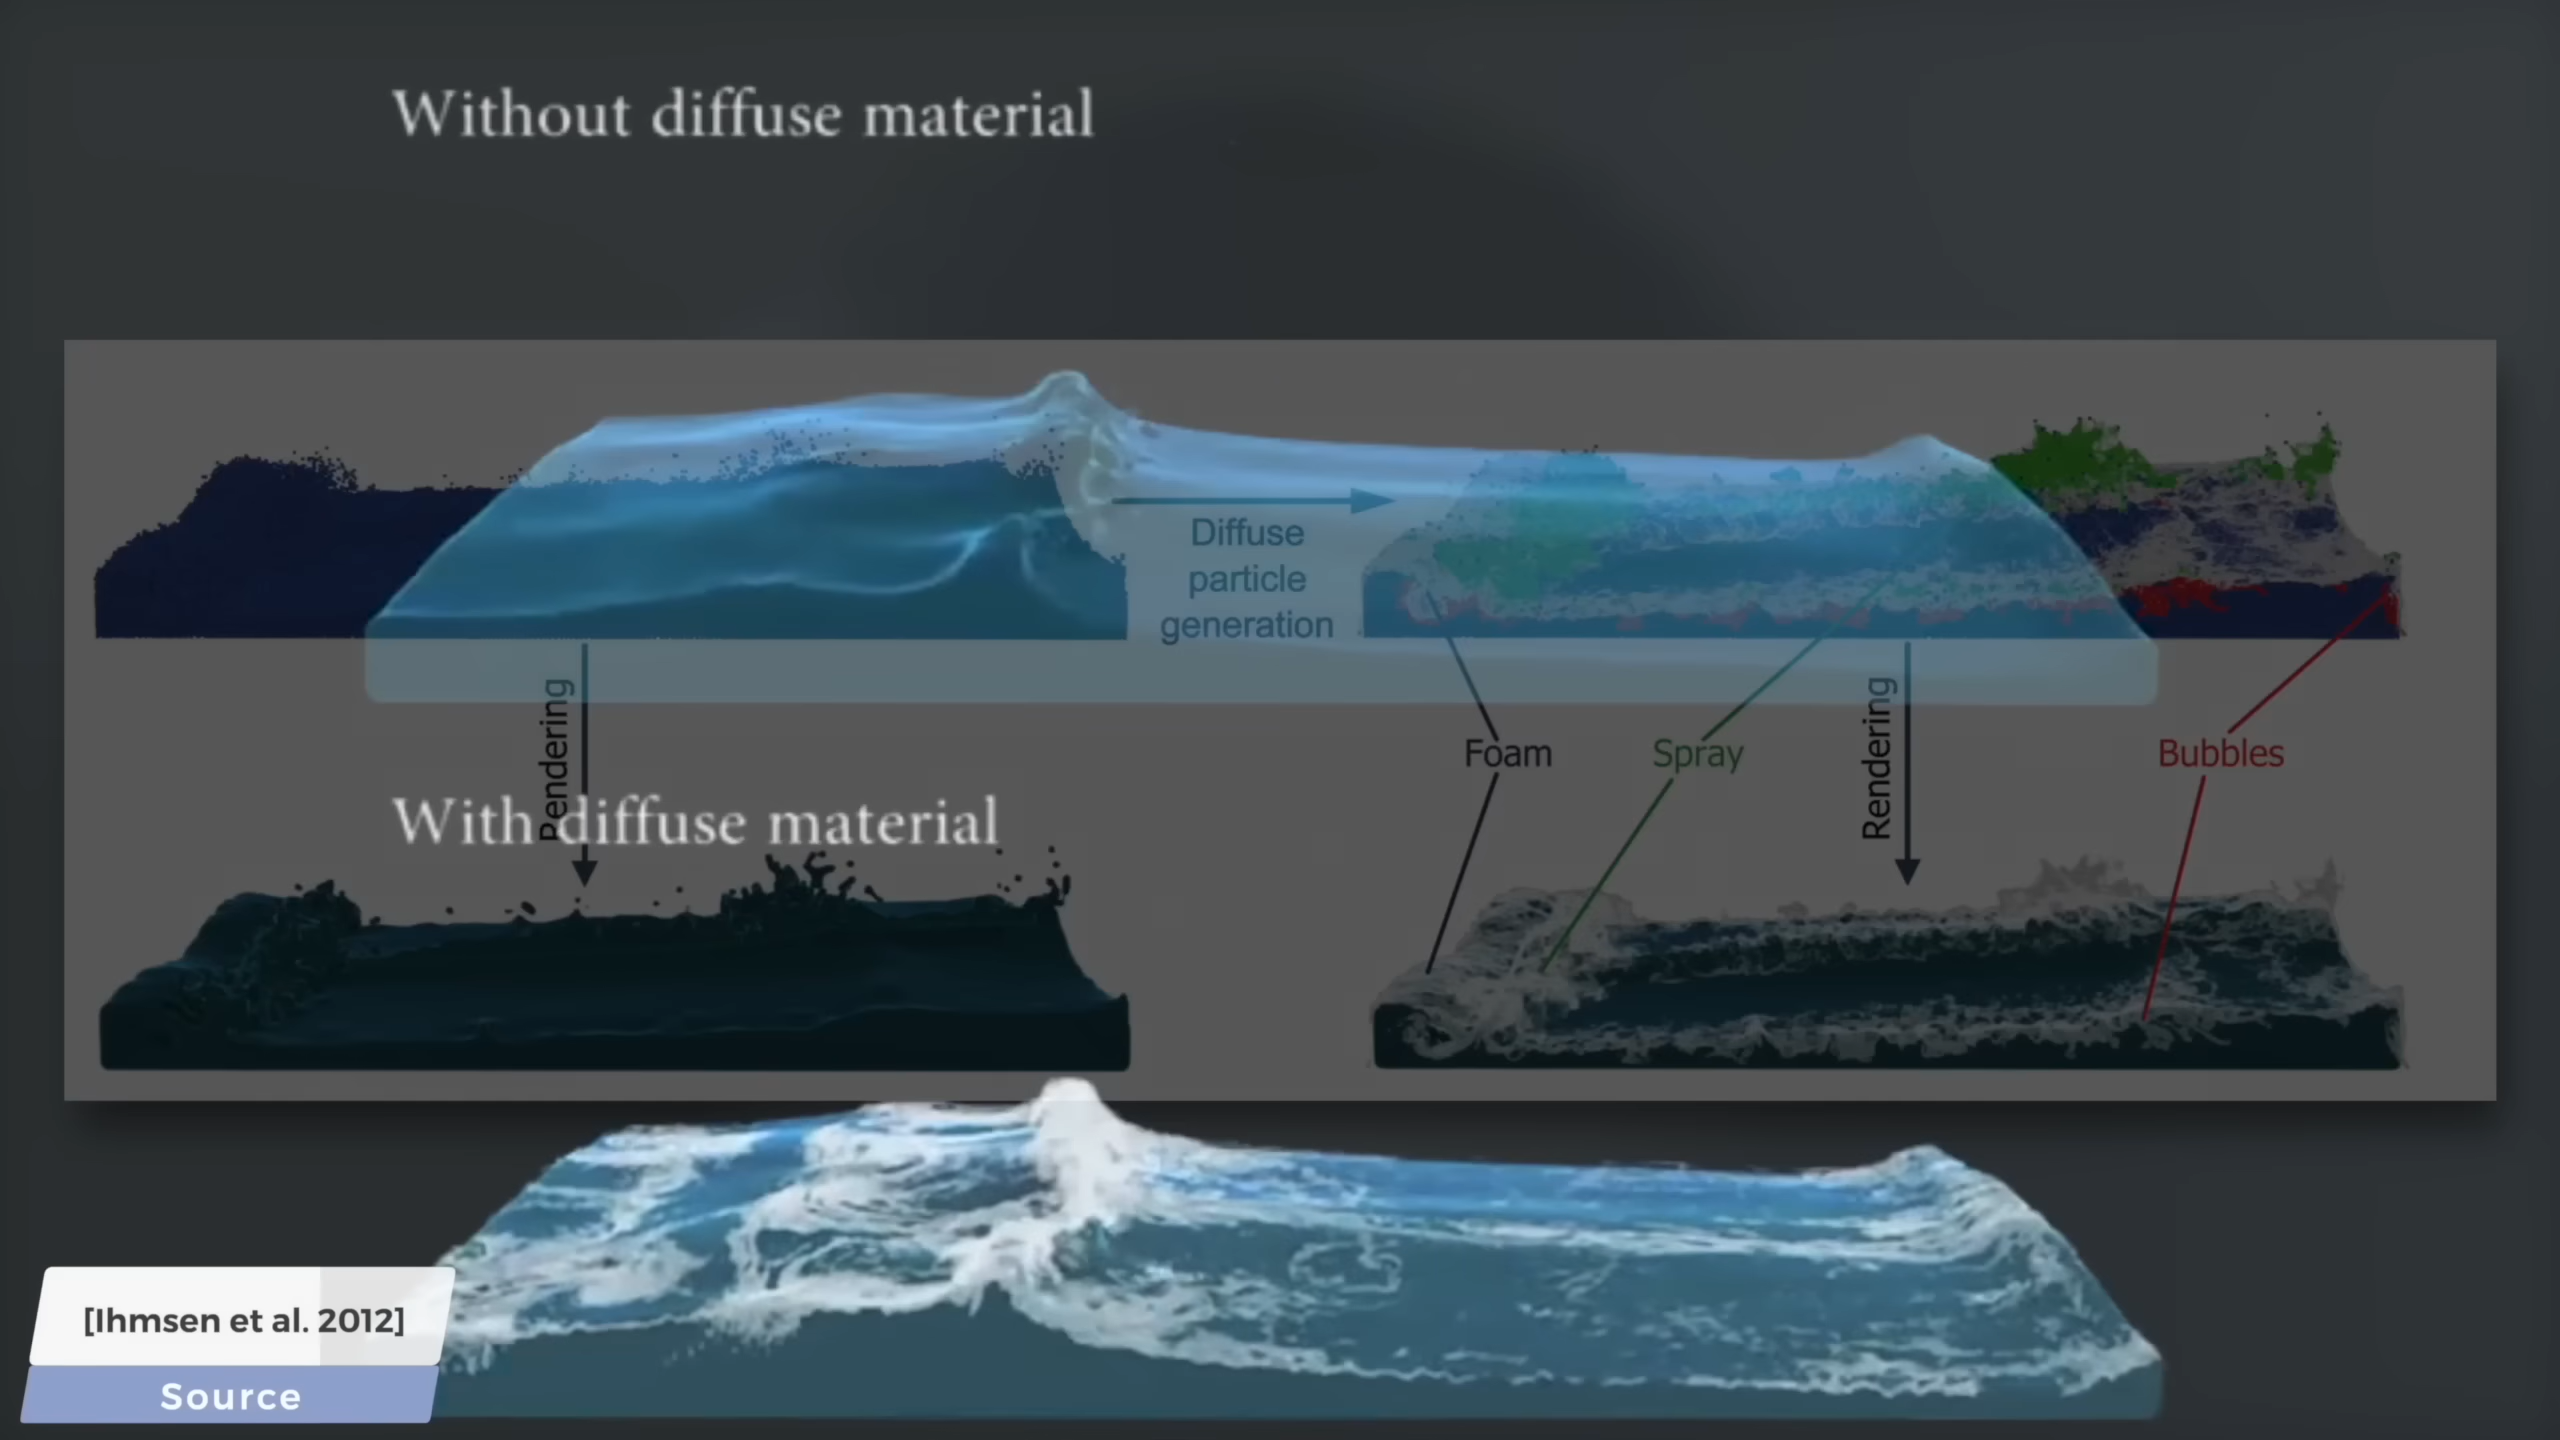 Without diffuse material
Diffuse
particle
generation
Rendering
Foam
Spray
Rendering
Bubbles
With diffuse material
[Ihmsen et al. 2012]
Source